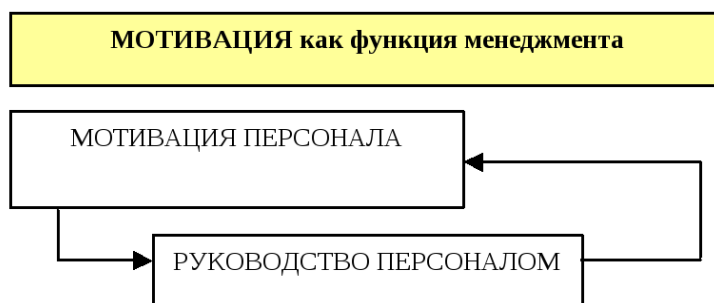 МОТИВАЦИЯ как функция менеджмента
МОТИВАЦИЯ ПЕРСОНАЛА
РУКОВОДСТВО ПЕРСОНАЛОМ